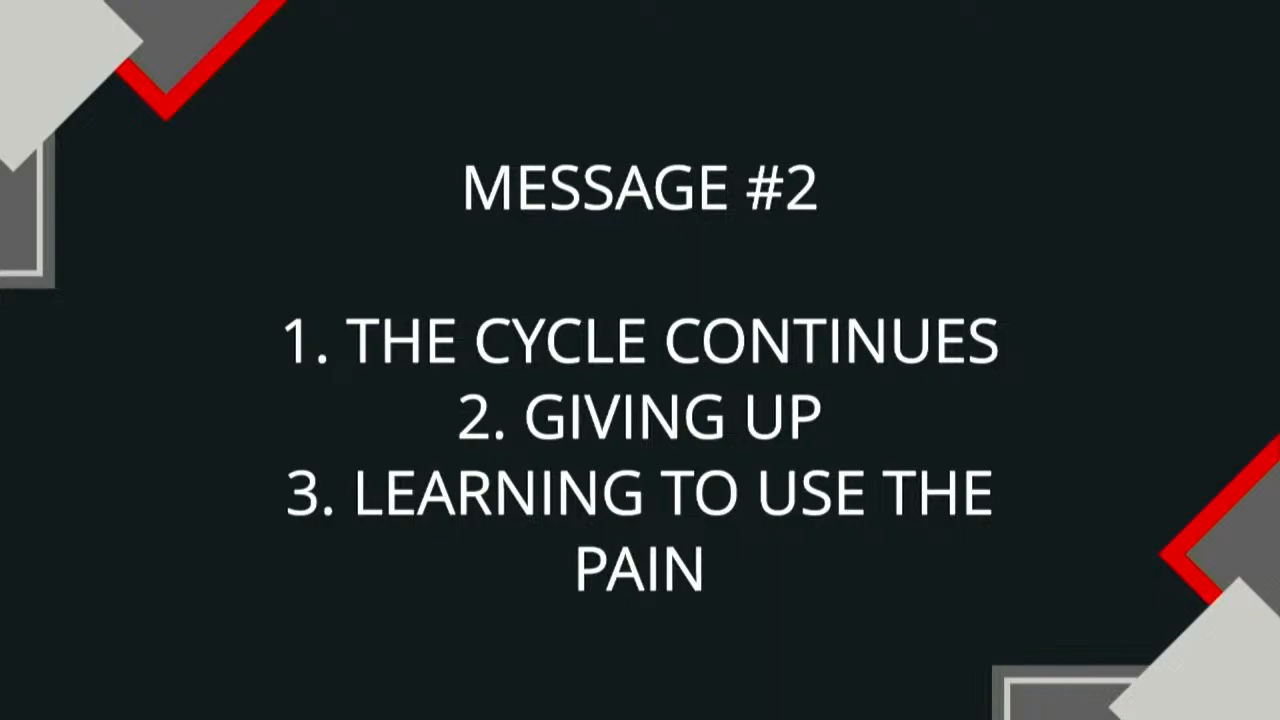 MESSAGE #2
1. THE CYCLE CONTINUES
2. GIVING UP
3. LEARNING TO USE THE
PAIN